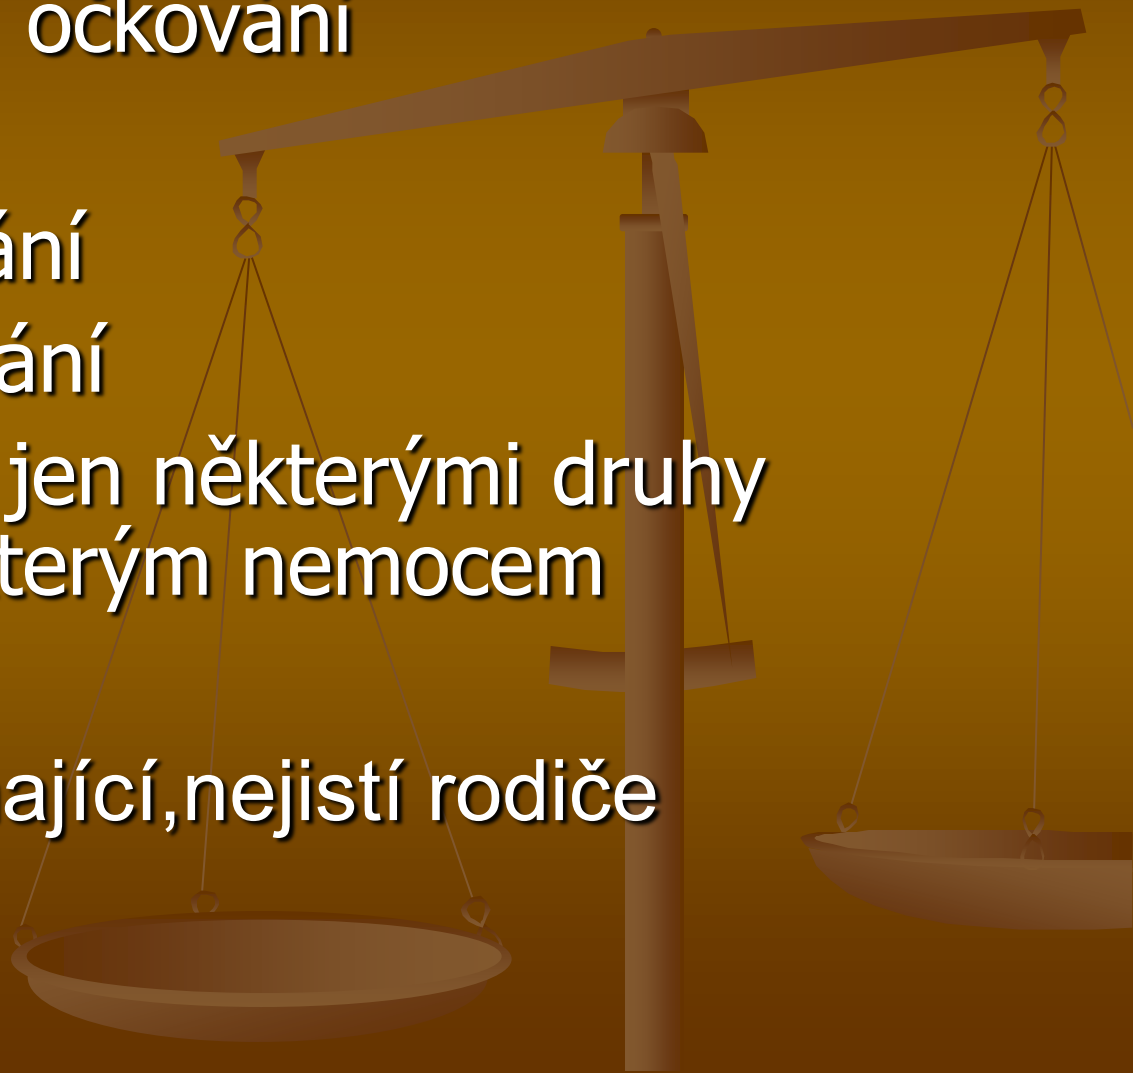 očkování
ání
ání
jen některými druhy
terým nemocem
ající,nejistí rodiče